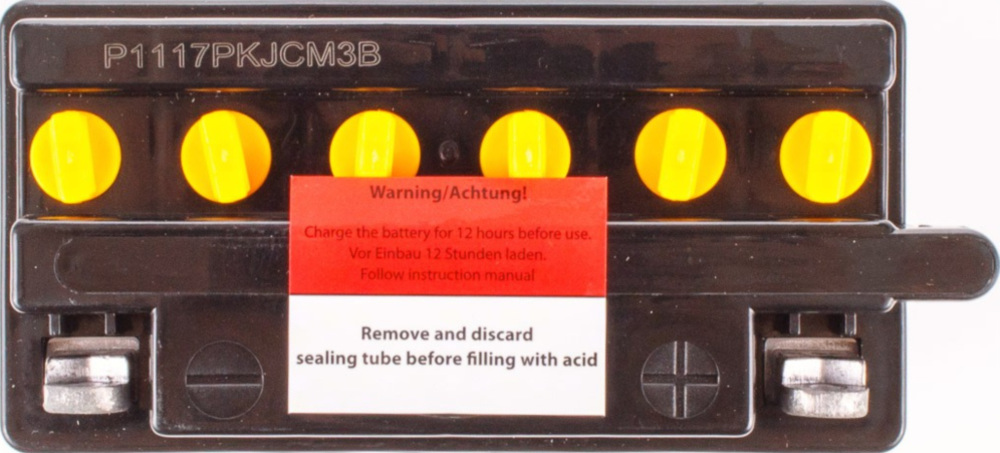 P1117PKJCM3B
Warning/Achtung!
Charge the battery for 12 hours before use.
Vor Einbau 12 Stunden laden.
Follow instruction manual
Remove and discard
sealing tube before filling with acid